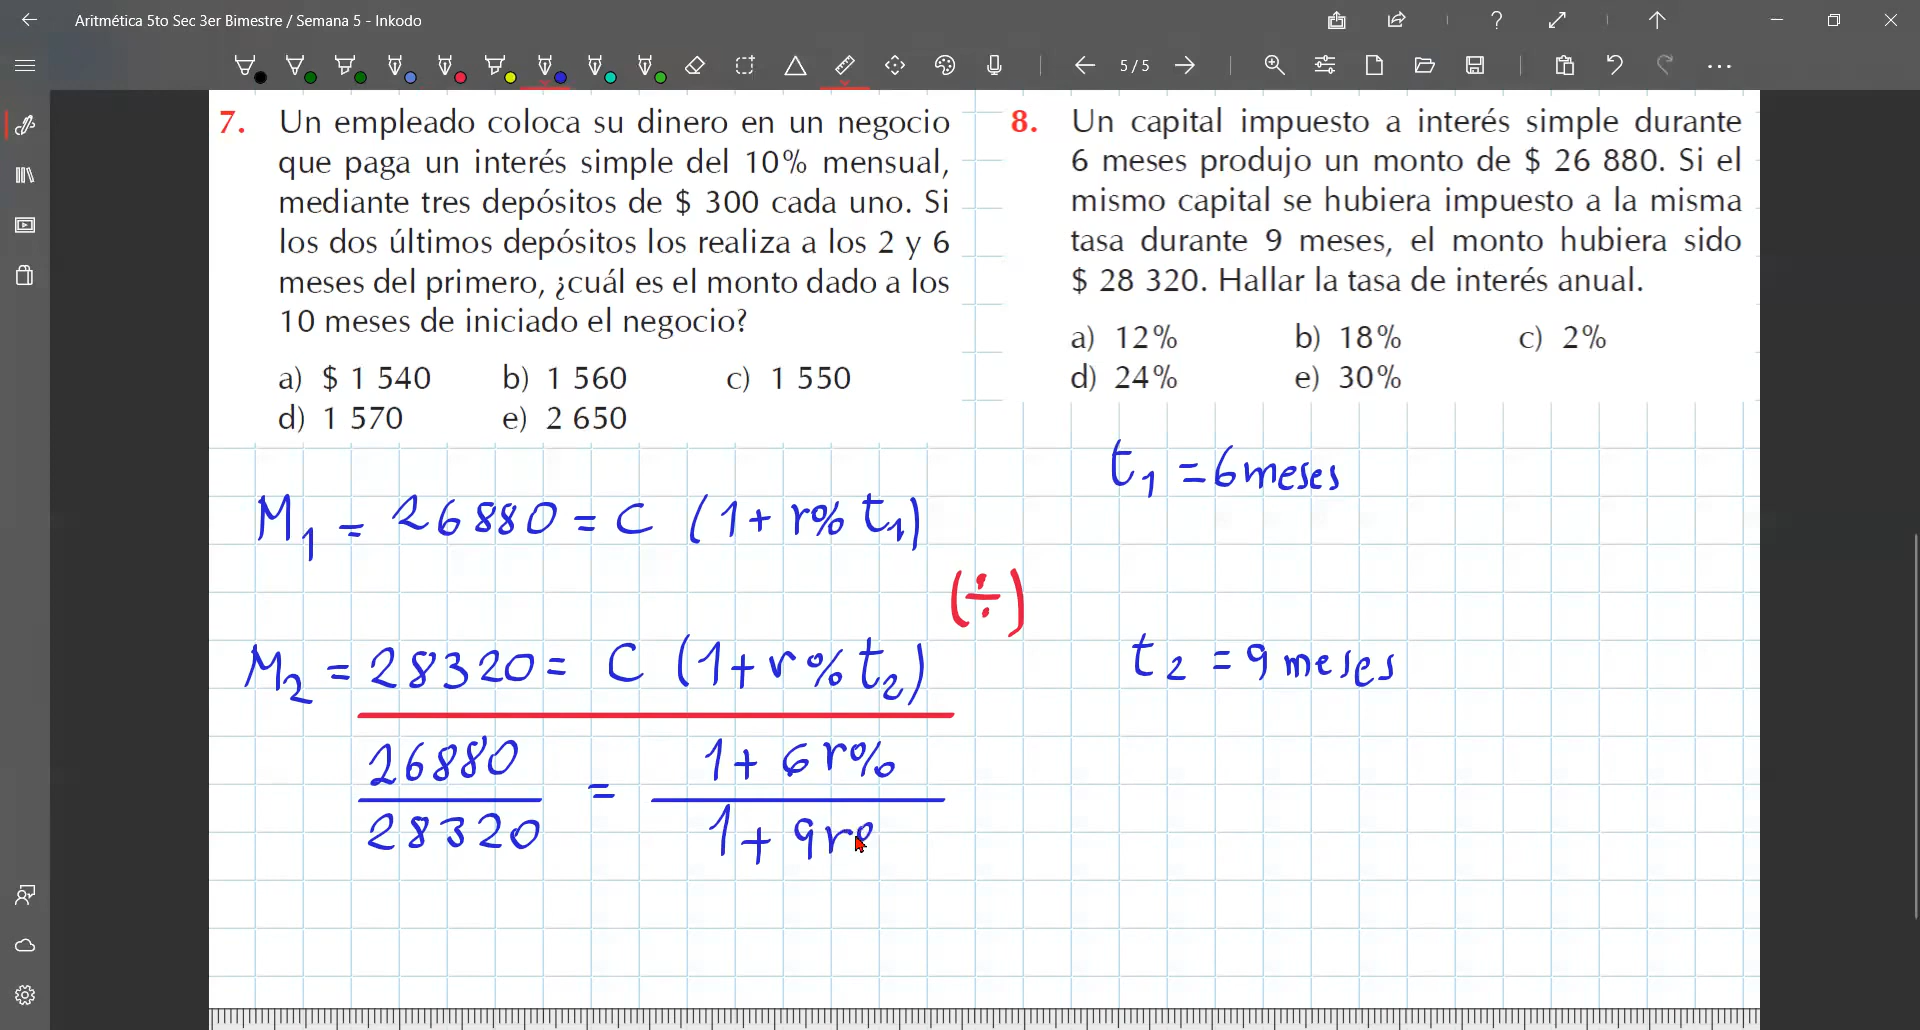 Aritmética 5to Sec 3er Bimestre / Semana 5 - Inkodo
5 / 5
7. Un empleado coloca su dinero en un negocio
que paga un interés simple del 10% mensual,
mediante tres depósitos de $ 300 cada uno. Si
los dos últimos depósitos los realiza a los 2 y 6
meses del primero, ¿cuál es el monto dado a los
10 meses de iniciado el negocio?
a) $ 1 540 b) 1 560 c) 1 550
d) 1 570 e) 2 650
8. Un capital impuesto a interés simple durante
6 meses produjo un monto de $ 26 880. Si el
mismo capital se hubiera impuesto a la misma
tasa durante 9 meses, el monto hubiera sido
$ 28 320. Hallar la tasa de interés anual.
a) 12% b) 18% c) 2%
d) 24% e) 30%
t₁ = 6 meses
M₁ = 26880 = C (1 + r% t₁)
(÷)
M₂ = 28320 = C (1 + r% t₂)
t₂ = 9 meses
26880 = 1 + 6 r%
28320 1 + 9 r%